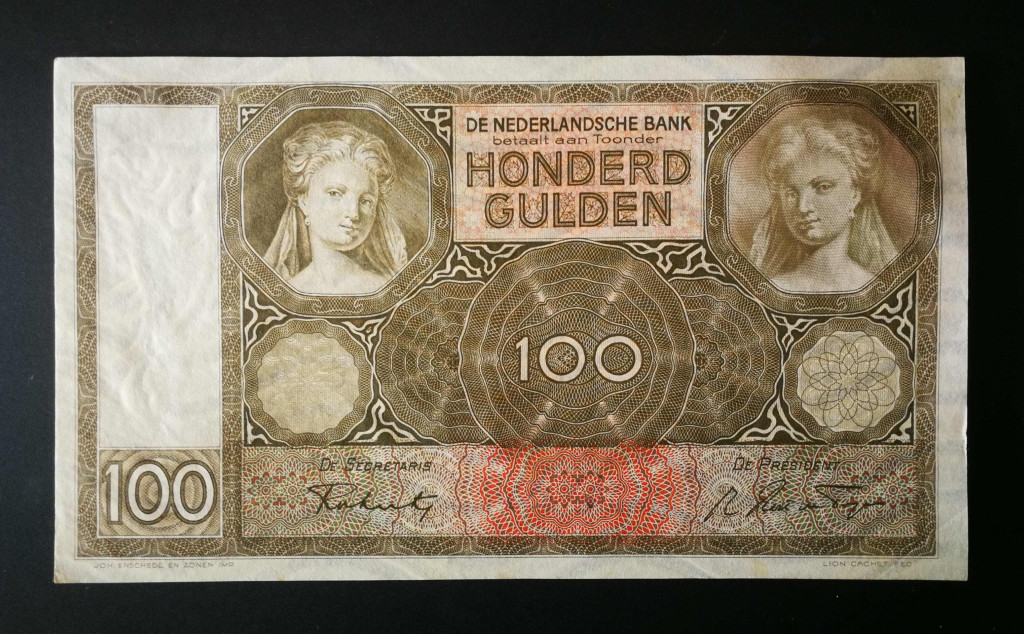 DE NEDERLANDSCHE BANK
betaalt aan Toonder
HONDERD
GULDEN
100
100
DE SECRETARIS
DE PRESIDENT
JOH. ENSCHEDÉ EN ZONEN IMP.
LION CACHET FEC.